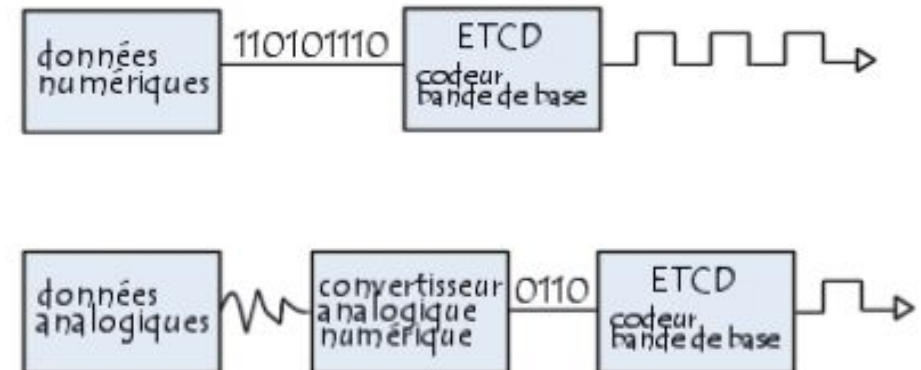 données
numériques
110101110
ETCD
codeur
bande de base
données
analogiques
convertisseur
analogique
numérique
0110
ETCD
codeur
bande de base